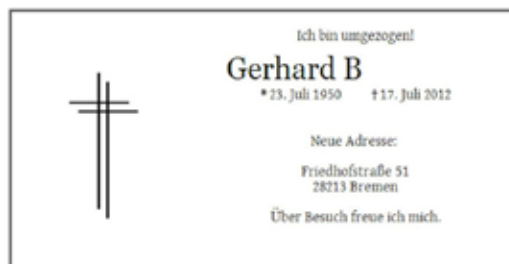 Ich bin umgezogen!
Gerhard B
* 23. Juli 1950 † 17. Juli 2012
Neue Adresse:
Friedhofstraße 51
28213 Bremen
Über Besuch freue ich mich.